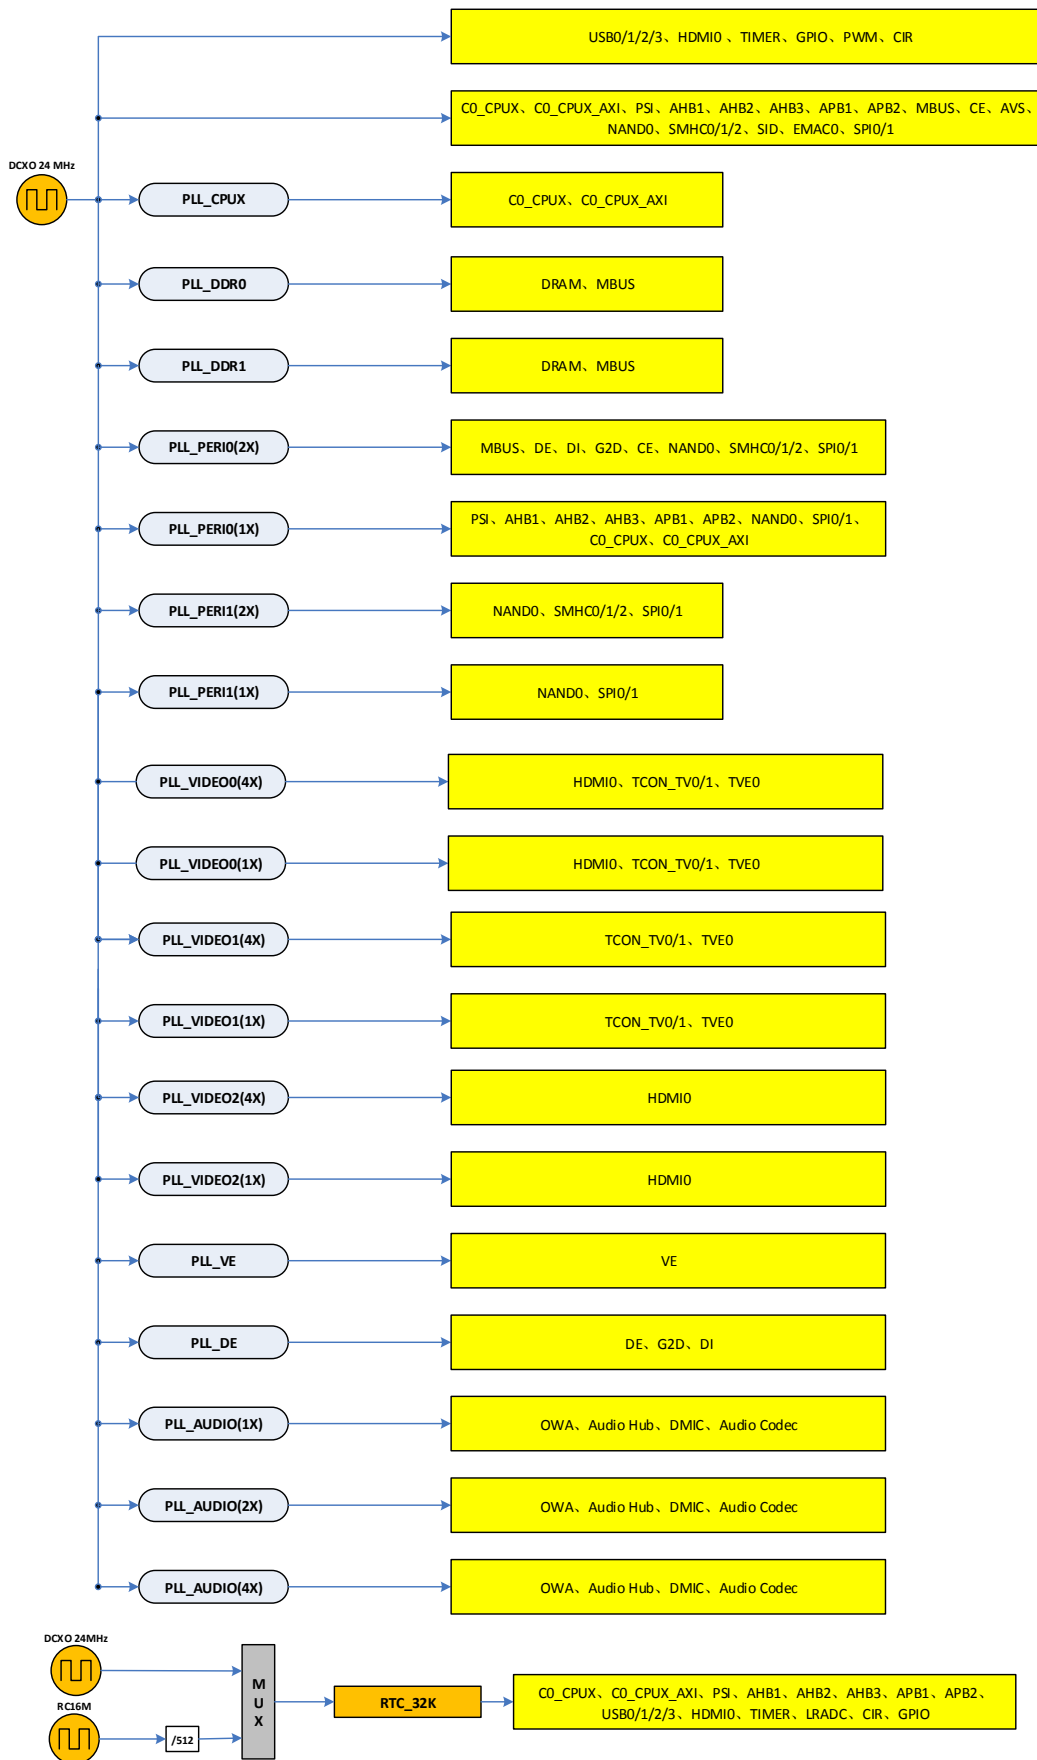 USB0/1/2/3、HDMI0 、TIMER、GPIO、PWM、CIR
C0_CPUX、C0_CPUX_AXI、PSI、AHB1、AHB2、AHB3、APB1、APB2、MBUS、CE、AVS、
NAND0、SMHC0/1/2、SID、EMAC0、SPI0/1
DCXO 24 MHz
PLL_CPUX
C0_CPUX、C0_CPUX_AXI
PLL_DDR0
DRAM、MBUS
PLL_DDR1
DRAM、MBUS
PLL_PERI0(2X)
MBUS、DE、DI、G2D、CE、NAND0、SMHC0/1/2、SPI0/1
PLL_PERI0(1X)
PSI、AHB1、AHB2、AHB3、APB1、APB2、NAND0、SPI0/1、
C0_CPUX、C0_CPUX_AXI
PLL_PERI1(2X)
NAND0、SMHC0/1/2、SPI0/1
PLL_PERI1(1X)
NAND0、SPI0/1
PLL_VIDEO0(4X)
HDMI0、TCON_TV0/1、TVE0
PLL_VIDEO0(1X)
HDMI0、TCON_TV0/1、TVE0
PLL_VIDEO1(4X)
TCON_TV0/1、TVE0
PLL_VIDEO1(1X)
TCON_TV0/1、TVE0
PLL_VIDEO2(4X)
HDMI0
PLL_VIDEO2(1X)
HDMI0
PLL_VE
VE
PLL_DE
DE、G2D、DI
PLL_AUDIO(1X)
OWA、Audio Hub、DMIC、Audio Codec
PLL_AUDIO(2X)
OWA、Audio Hub、DMIC、Audio Codec
PLL_AUDIO(4X)
OWA、Audio Hub、DMIC、Audio Codec
DCXO 24MHz
RC16M
/512
M
U
X
RTC_32K
C0_CPUX、C0_CPUX_AXI、PSI、AHB1、AHB2、AHB3、APB1、APB2、
USB0/1/2/3、HDMI0、TIMER、LRADC、CIR、GPIO